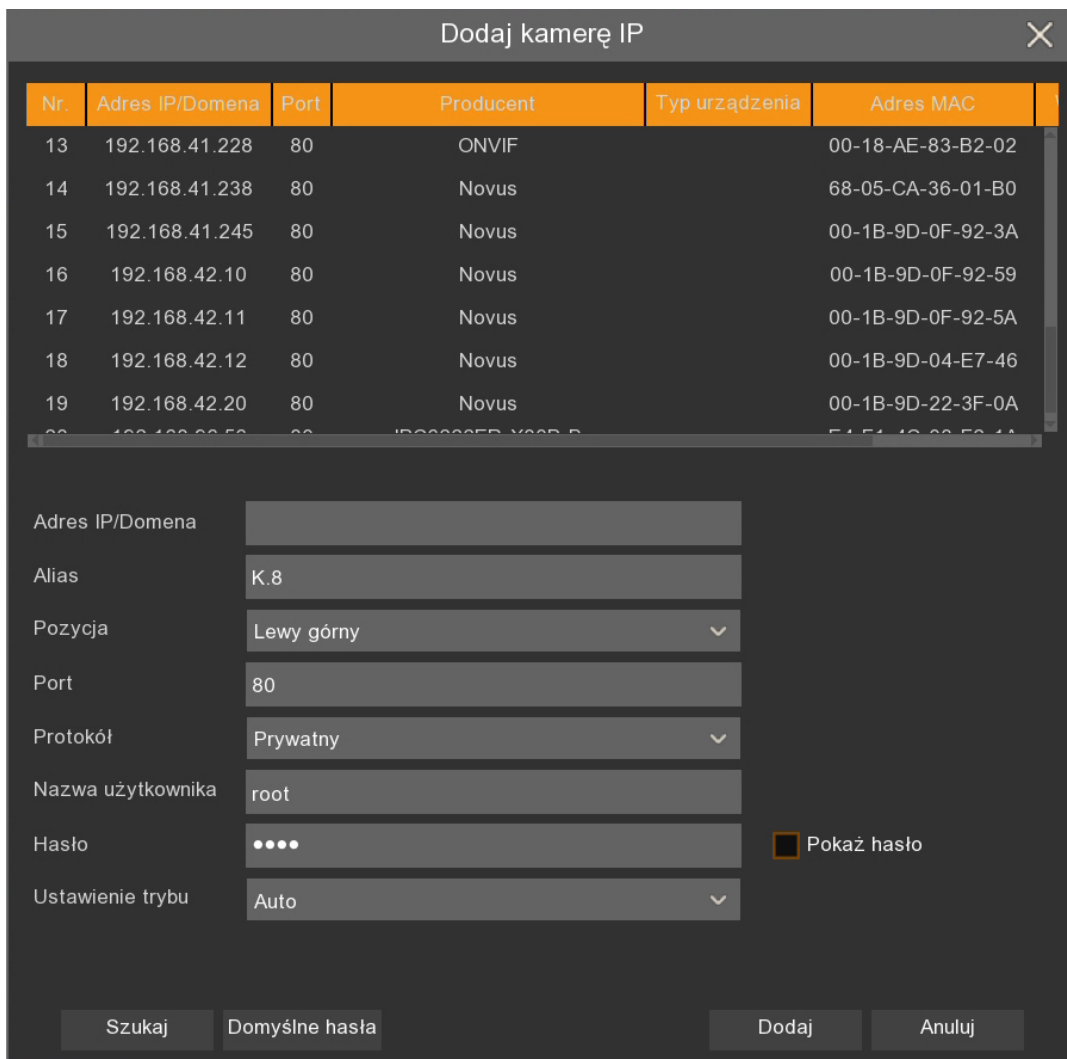 Dodaj kamerę IP
Nr. Adres IP/Domena Port Producent Typ urządzenia Adres MAC
13 192.168.41.228 80 ONVIF 00-18-AE-83-B2-02
14 192.168.41.238 80 Novus 68-05-CA-36-01-B0
15 192.168.41.245 80 Novus 00-1B-9D-0F-92-3A
16 192.168.42.10 80 Novus 00-1B-9D-0F-92-59
17 192.168.42.11 80 Novus 00-1B-9D-0F-92-5A
18 192.168.42.12 80 Novus 00-1B-9D-04-E7-46
19 192.168.42.20 80 Novus 00-1B-9D-22-3F-0A
Adres IP/Domena
Alias K.8
Pozycja Lewy górny
Port 80
Protokół Prywatny
Nazwa użytkownika root
Hasło •••• Pokaż hasło
Ustawienie trybu Auto
Szukaj Domyślne hasła Dodaj Anuluj